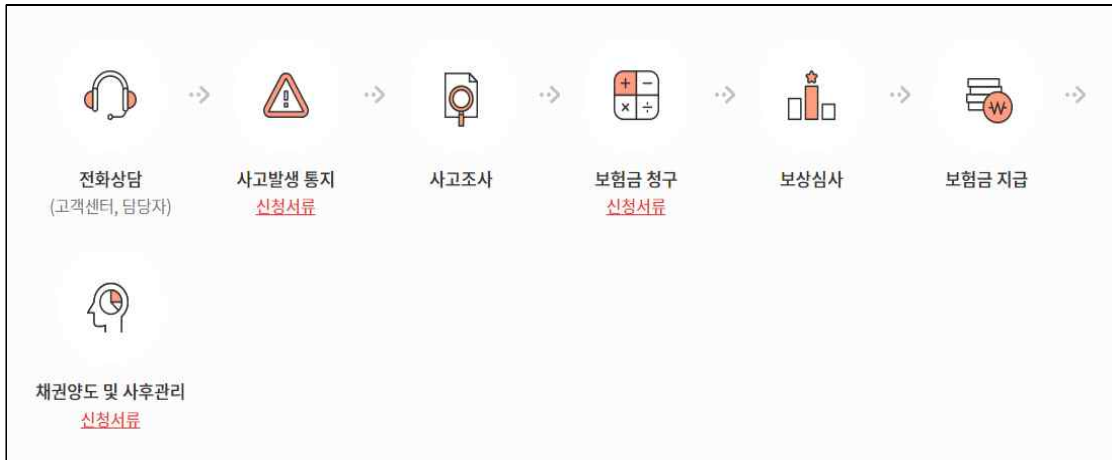 전화상담
(고객센터, 담당자)
사고발생 통지
신청서류
사고조사
보험금 청구
신청서류
보상심사
보험금 지급
채권양도 및 사후관리
신청서류